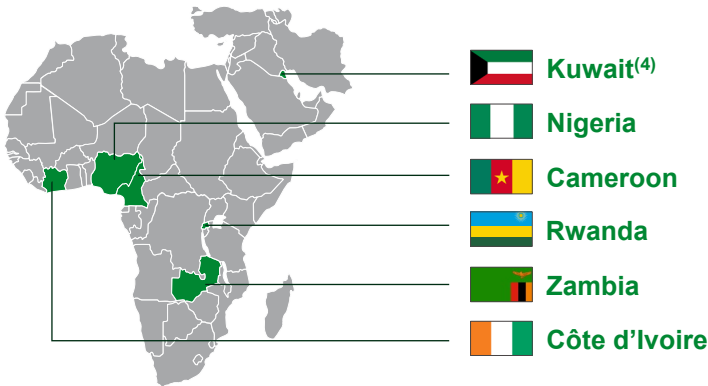 Kuwait(4)
Nigeria
Cameroon
Rwanda
Zambia
Côte d’Ivoire